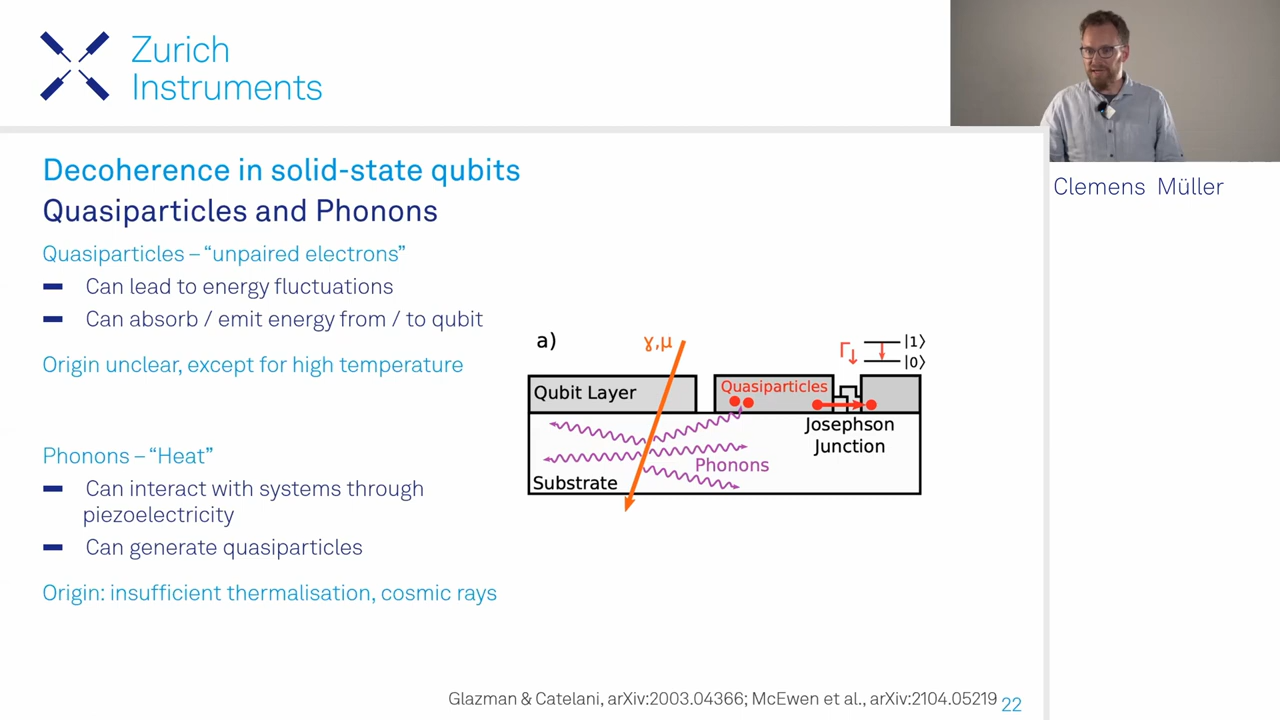 Zurich
Instruments
Clemens Müller
Decoherence in solid-state qubits
Quasiparticles and Phonons
Quasiparticles – “unpaired electrons”
Can lead to energy fluctuations
Can absorb / emit energy from / to qubit
Origin unclear, except for high temperature
Phonons – “Heat”
Can interact with systems through
piezoelectricity
Can generate quasiparticles
Origin: insufficient thermalisation, cosmic rays
a)
ɣ,μ
Γ↓
|1⟩
|0⟩
Qubit Layer
Quasiparticles
Josephson
Junction
Phonons
Substrate
Glazman & Catelani, arXiv:2003.04366; McEwen et al., arXiv:2104.05219
22